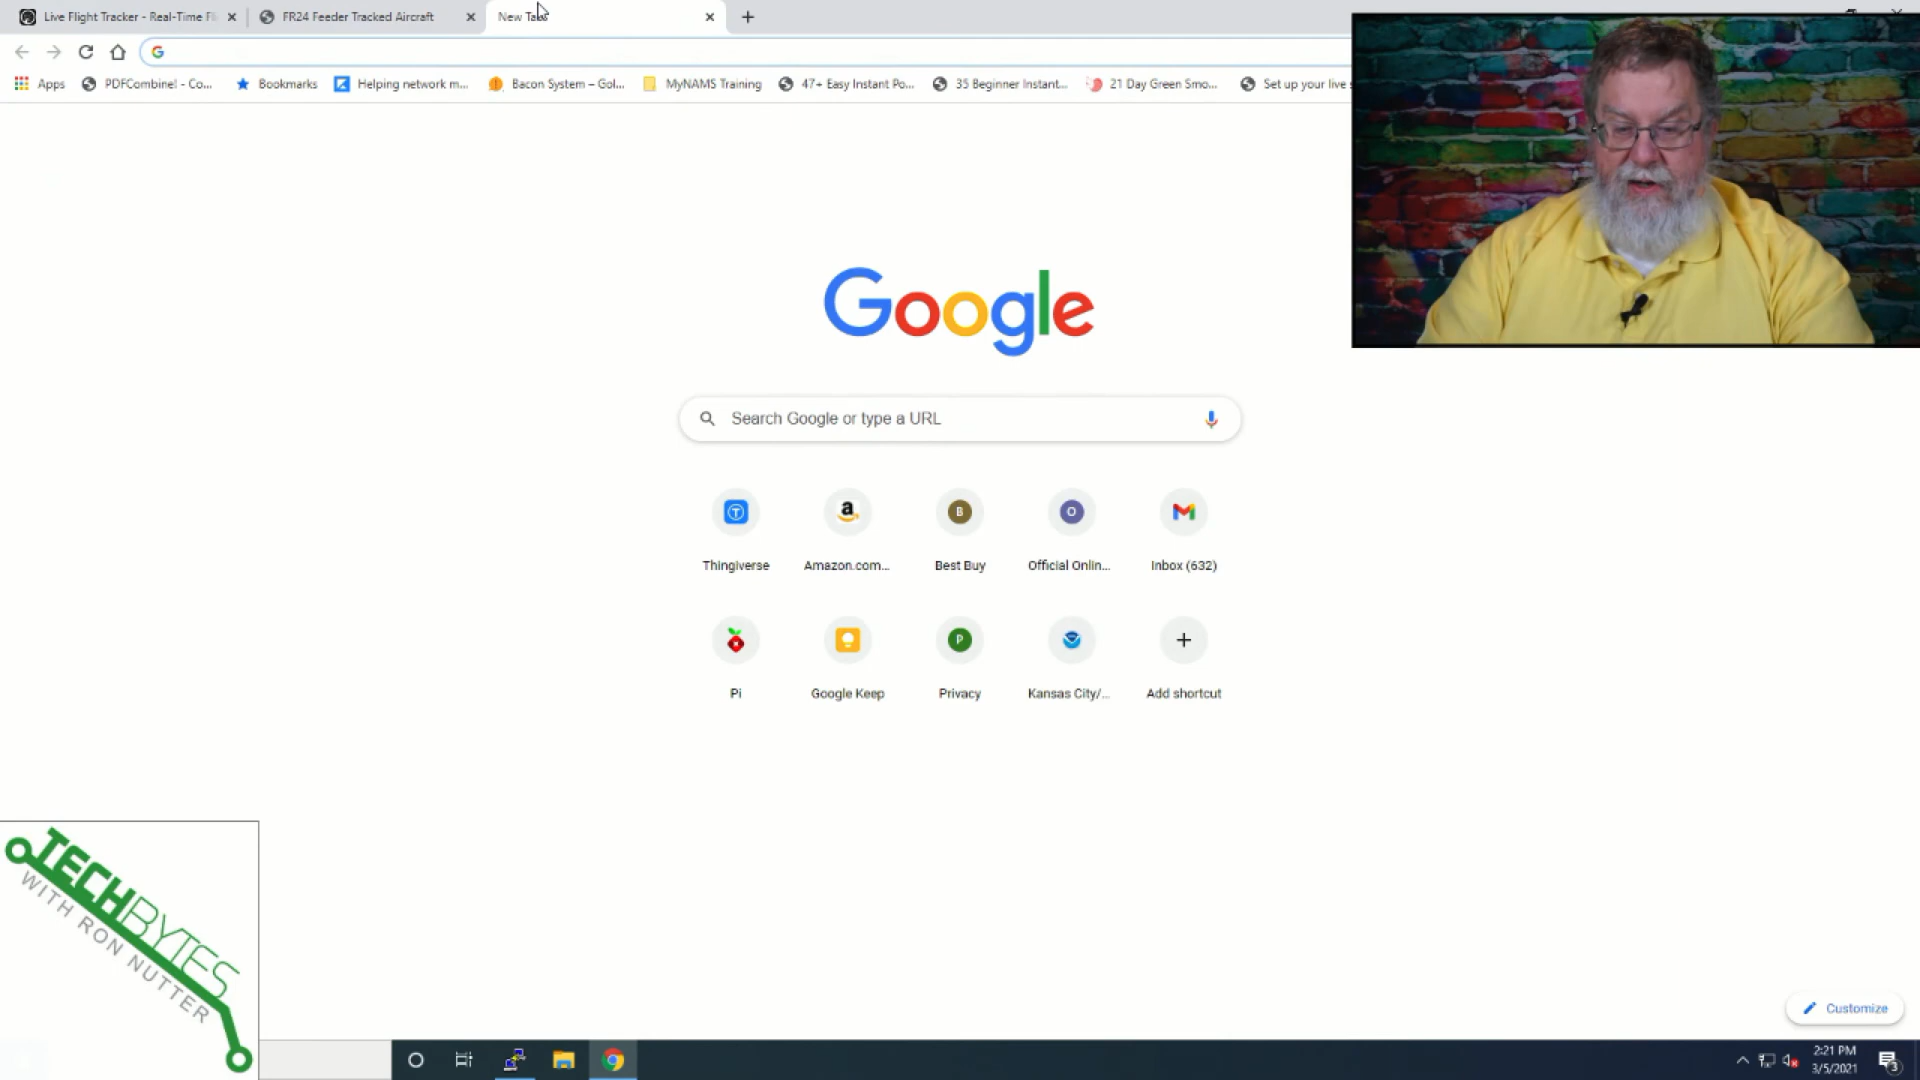 Live Flight Tracker - Real-Time Fl
FR24 Feeder Tracked Aircraft
New Tab
Apps
PDFCombine! - Co...
Bookmarks
Helping network m...
Bacon System – Gol...
MyNAMS Training
47+ Easy Instant Po...
35 Beginner Instant...
21 Day Green Smo...
Set up your live s
Google
Search Google or type a URL
Thingiverse
Amazon.com...
Best Buy
Official Onlin...
Inbox (632)
Pi
Google Keep
Privacy
Kansas City/...
Add shortcut
TECHBYTES
WITH RON NUTTER
Customize
2:21 PM
3/5/2021
3